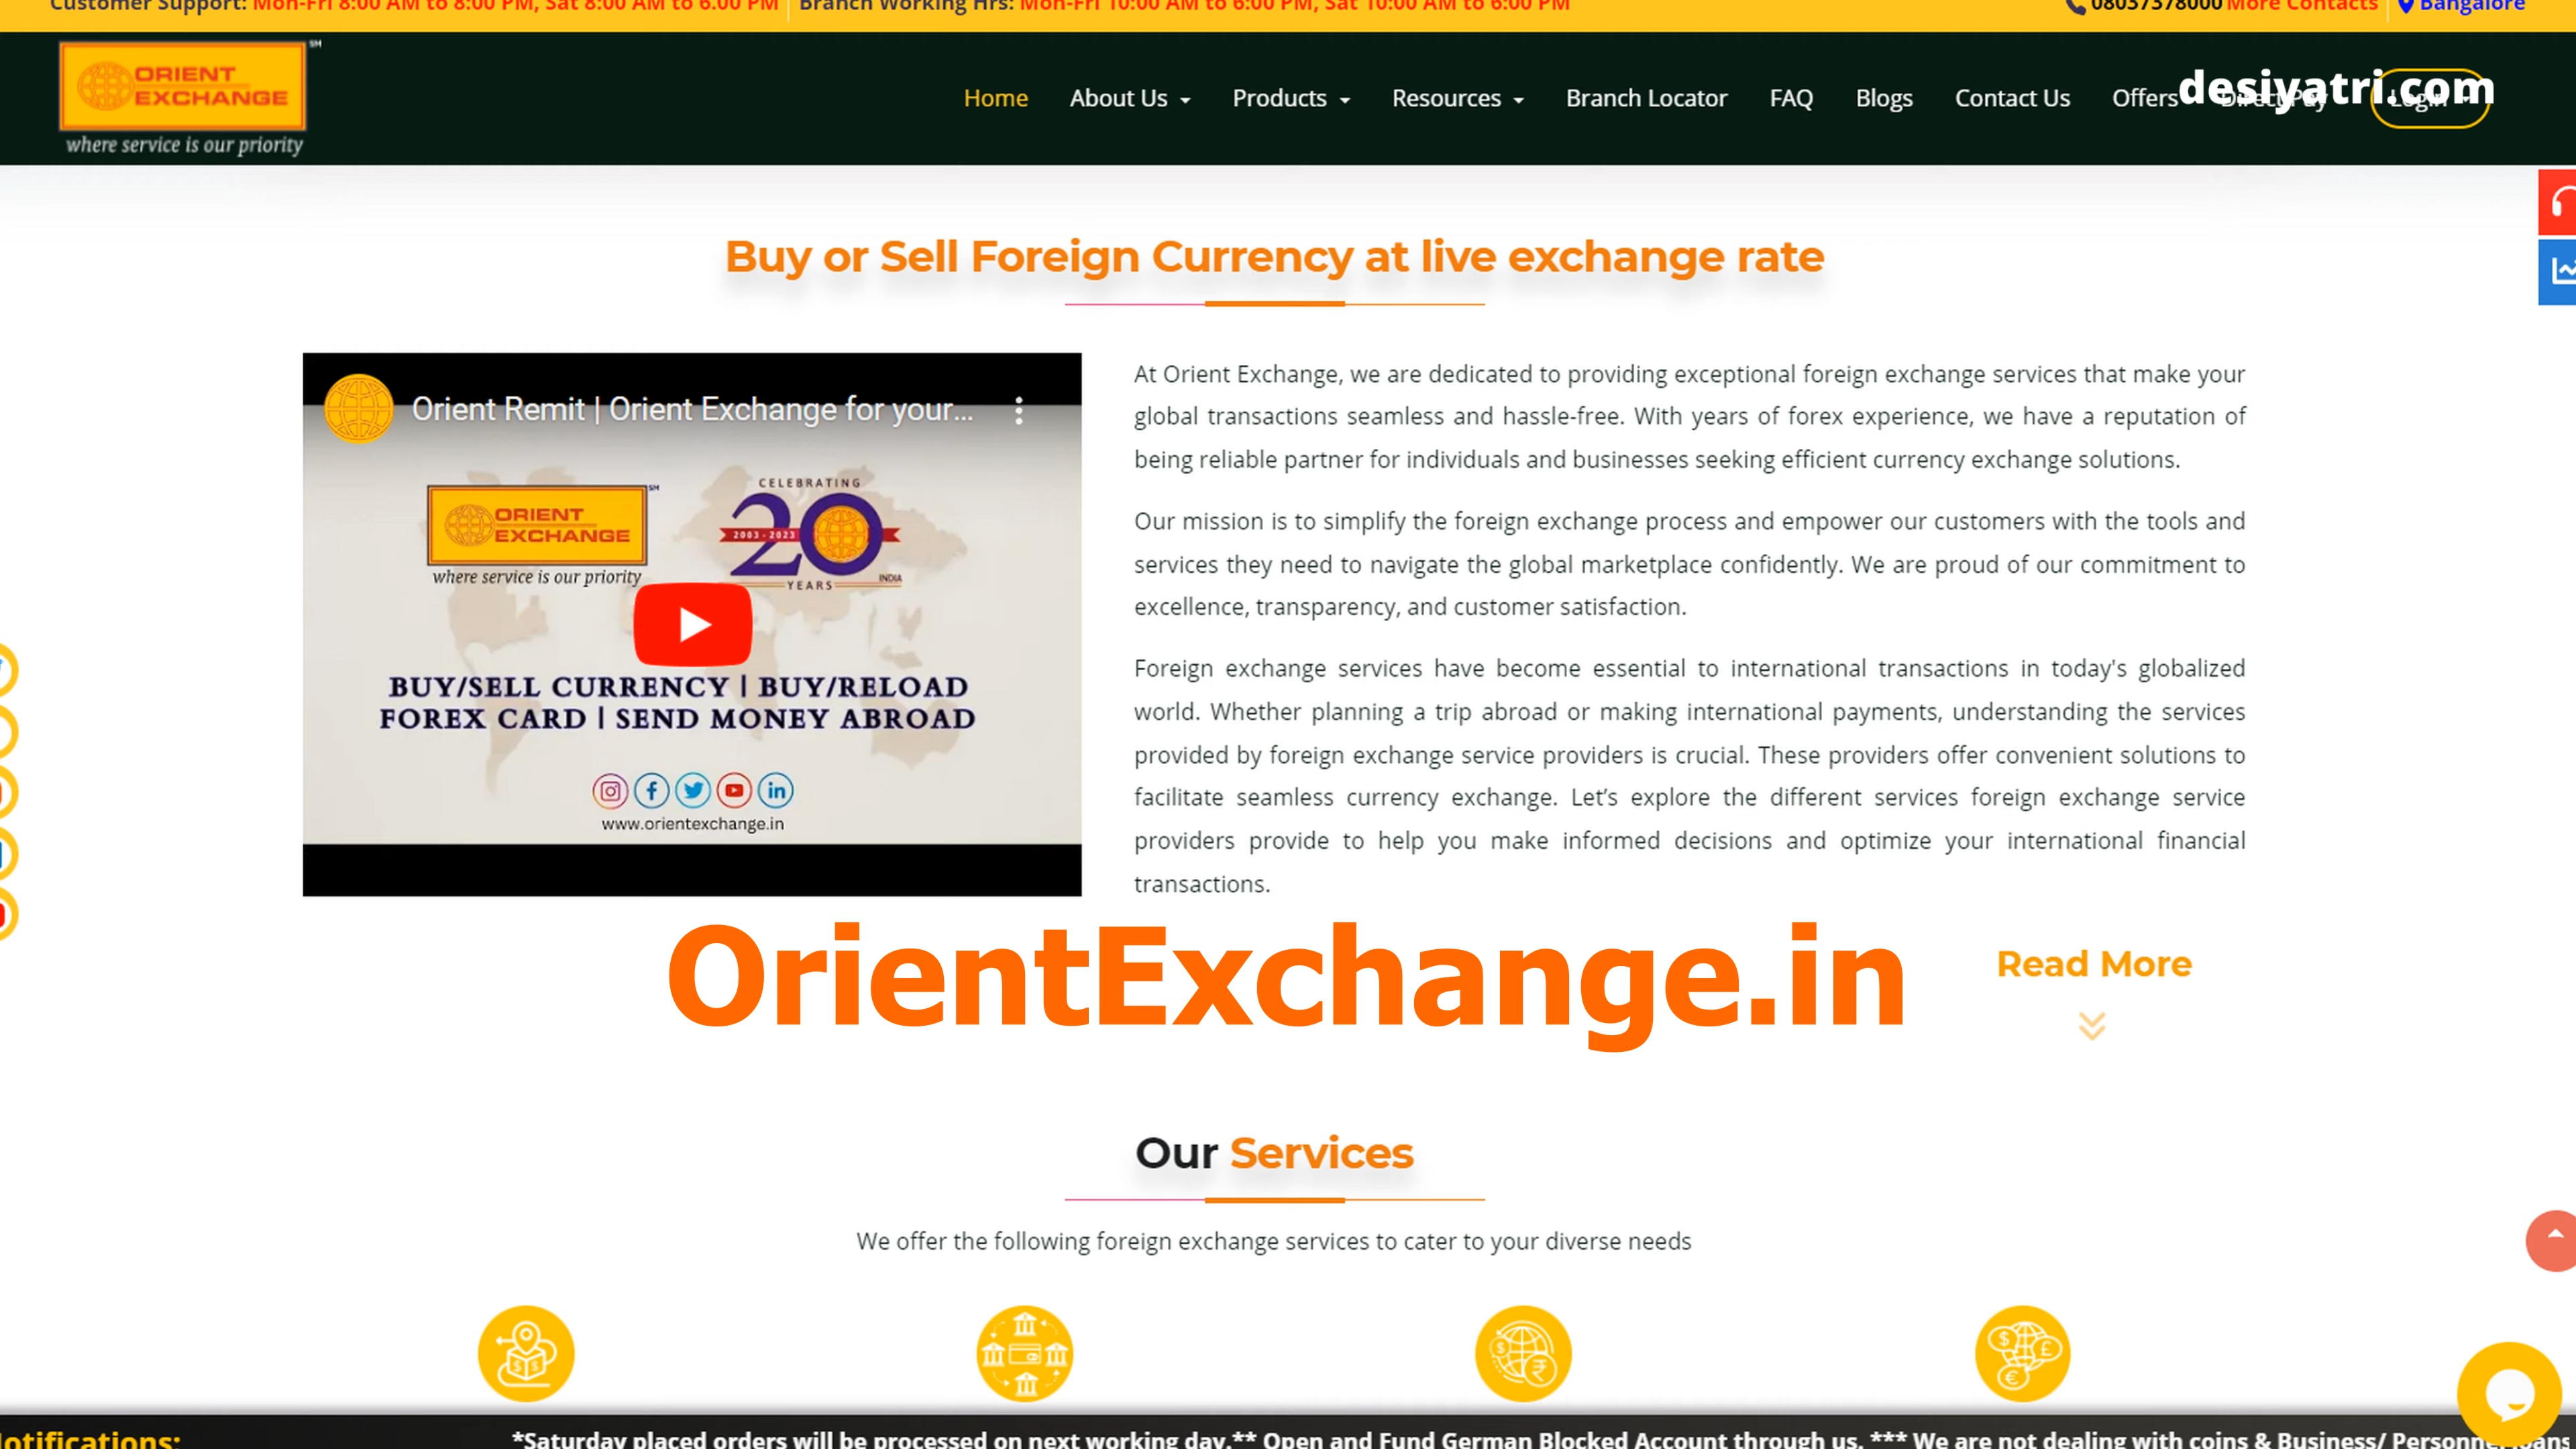 Customer Support: Mon-Fri 8:00 AM to 8:00 PM, Sat 8:00 AM to 6.00 PM Branch Working Hrs: Mon-Fri 10:00 AM to 6:00 PM, Sat 10:00 AM to 6:00 PM 08037378000 More Contacts Bangalore
ORIENT
EXCHANGE
SM
where service is our priority
Home About Us Products Resources Branch Locator FAQ Blogs Contact Us Offers Direct Pay Login
desiyatri.com
Buy or Sell Foreign Currency at live exchange rate
Orient Remit | Orient Exchange for your...
ORIENT
EXCHANGE
SM
where service is our priority
CELEBRATING
20
2003 - 2023
YEARS
INDIA
BUY/SELL CURRENCY | BUY/RELOAD
FOREX CARD | SEND MONEY ABROAD
www.orientexchange.in
At Orient Exchange, we are dedicated to providing exceptional foreign exchange services that make your
global transactions seamless and hassle-free. With years of forex experience, we have a reputation of
being reliable partner for individuals and businesses seeking efficient currency exchange solutions.
Our mission is to simplify the foreign exchange process and empower our customers with the tools and
services they need to navigate the global marketplace confidently. We are proud of our commitment to
excellence, transparency, and customer satisfaction.
Foreign exchange services have become essential to international transactions in today's globalized
world. Whether planning a trip abroad or making international payments, understanding the services
provided by foreign exchange service providers is crucial. These providers offer convenient solutions to
facilitate seamless currency exchange. Let's explore the different services foreign exchange service
providers provide to help you make informed decisions and optimize your international financial
transactions.
OrientExchange.in
Read More
Our Services
We offer the following foreign exchange services to cater to your diverse needs
Notifications: *Saturday placed orders will be processed on next working day.** Open and Fund German Blocked Account through us. *** We are not dealing with coins & Business/